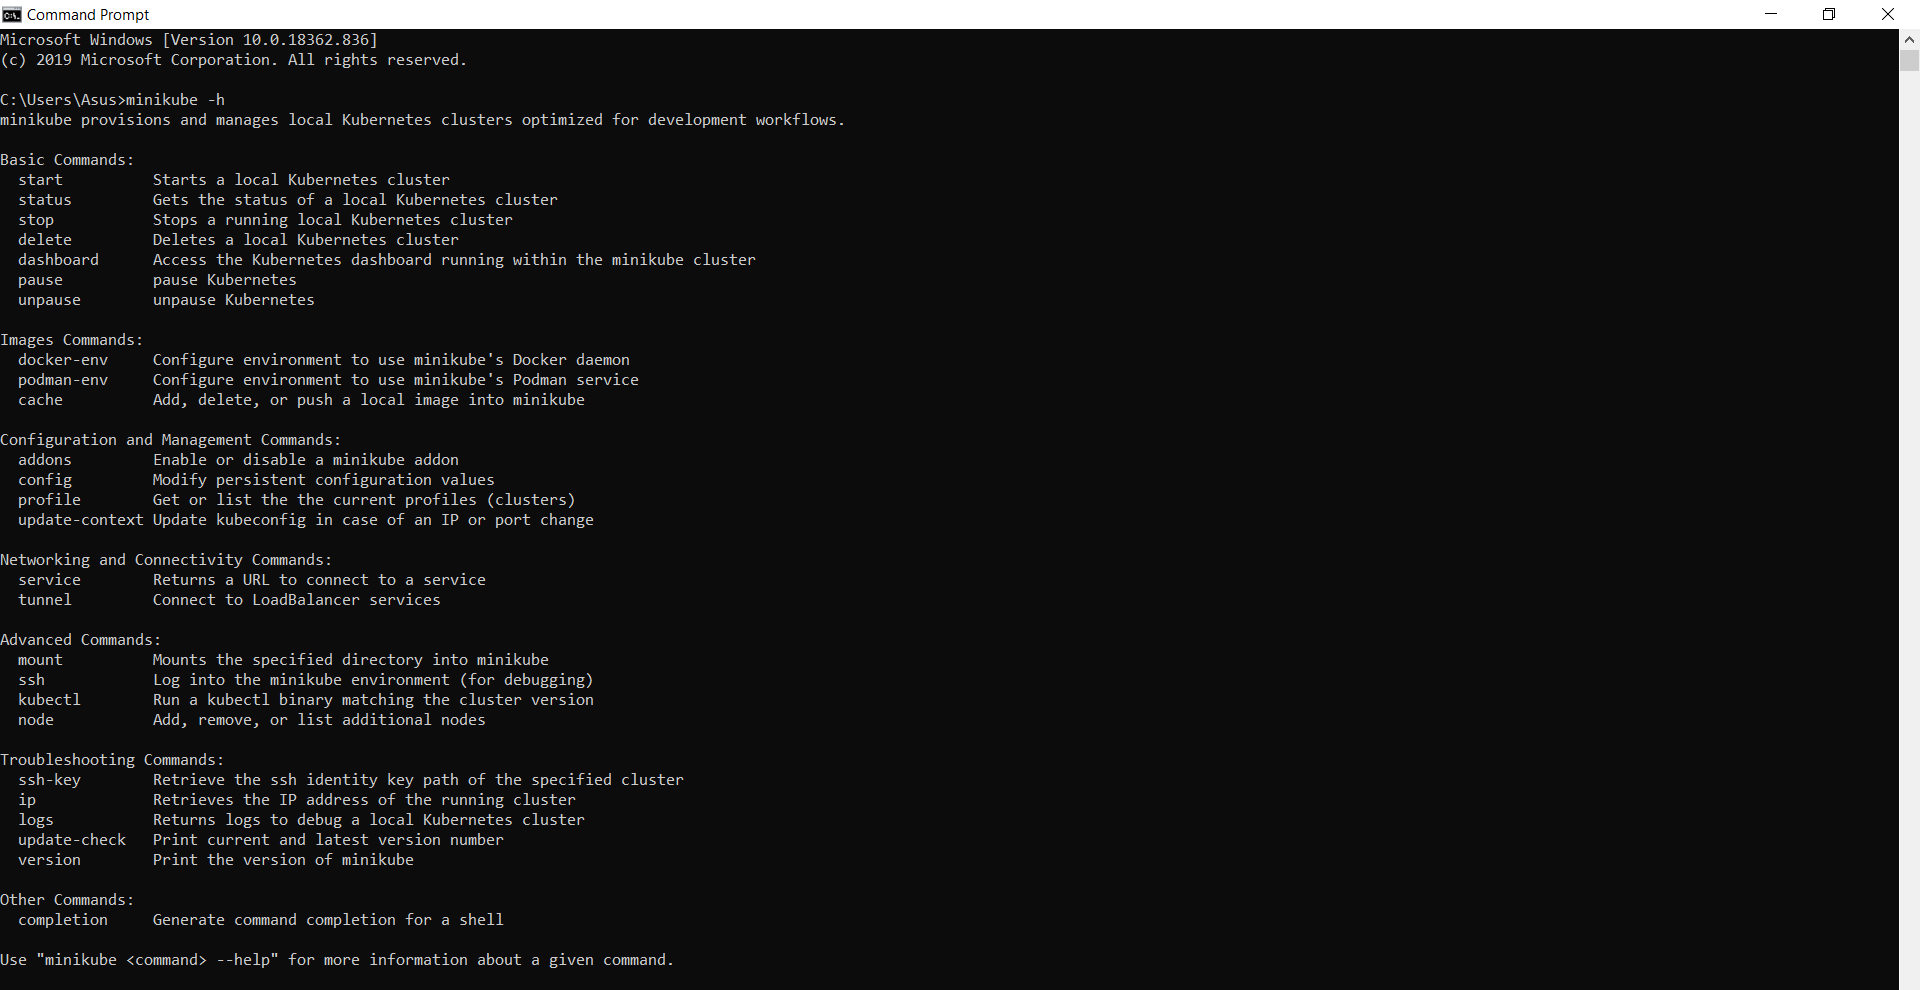 Command Prompt
Microsoft Windows [Version 10.0.18362.836]
(c) 2019 Microsoft Corporation. All rights reserved.
C:\Users\Asus>minikube -h
minikube provisions and manages local Kubernetes clusters optimized for development workflows.
Basic Commands:
start Starts a local Kubernetes cluster
status Gets the status of a local Kubernetes cluster
stop Stops a running local Kubernetes cluster
delete Deletes a local Kubernetes cluster
dashboard Access the Kubernetes dashboard running within the minikube cluster
pause pause Kubernetes
unpause unpause Kubernetes
Images Commands:
docker-env Configure environment to use minikube's Docker daemon
podman-env Configure environment to use minikube's Podman service
cache Add, delete, or push a local image into minikube
Configuration and Management Commands:
addons Enable or disable a minikube addon
config Modify persistent configuration values
profile Get or list the the current profiles (clusters)
update-context Update kubeconfig in case of an IP or port change
Networking and Connectivity Commands:
service Returns a URL to connect to a service
tunnel Connect to LoadBalancer services
Advanced Commands:
mount Mounts the specified directory into minikube
ssh Log into the minikube environment (for debugging)
kubectl Run a kubectl binary matching the cluster version
node Add, remove, or list additional nodes
Troubleshooting Commands:
ssh-key Retrieve the ssh identity key path of the specified cluster
ip Retrieves the IP address of the running cluster
logs Returns logs to debug a local Kubernetes cluster
update-check Print current and latest version number
version Print the version of minikube
Other Commands:
completion Generate command completion for a shell
Use "minikube <command> --help" for more information about a given command.